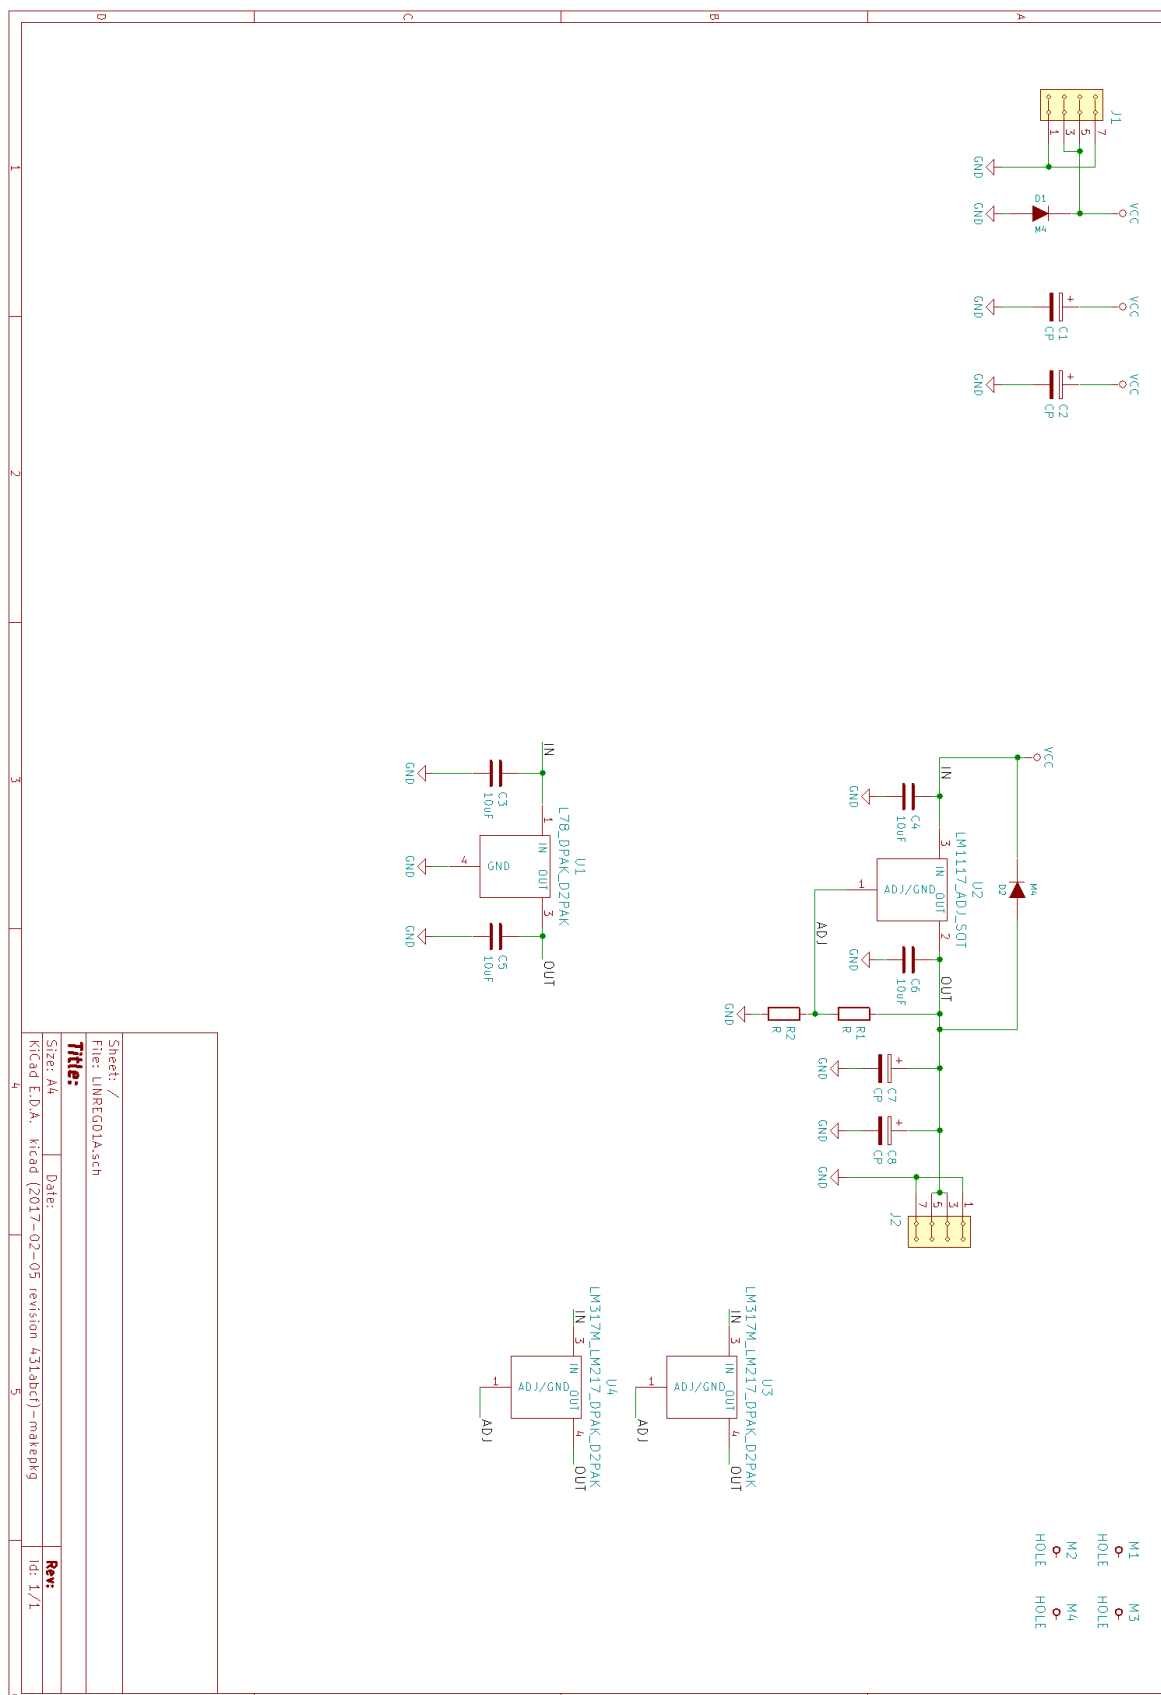 A
B
C
D
1
2
3
4
5
J1
1
3
5
7
GND
VCC
D1
M4
GND
VCC
+
C1
CP
GND
VCC
+
C2
CP
GND
VCC
IN
C4
10uF
GND
LM1117_ADJ_SOT
U2
3
IN
OUT
2
ADJ/GND
1
M4
D2
OUT
C6
10uF
GND
ADJ
R1
R
R2
R
GND
+
C7
CP
GND
+
C8
CP
GND
GND
1
3
5
7
J2
IN
C3
10uF
GND
L78_DPAK_D2PAK
U1
1
IN
OUT
3
GND
4
GND
OUT
C5
10uF
GND
LM317M_LM217_DPAK_D2PAK
U3
IN
3
IN
OUT
4
OUT
ADJ/GND
1
ADJ
LM317M_LM217_DPAK_D2PAK
U4
IN
3
IN
OUT
4
OUT
ADJ/GND
1
ADJ
M1
HOLE
M3
HOLE
M2
HOLE
M4
HOLE
Sheet: /
File: LINREG01A.sch
Title:
Size: A4 Date: Rev:
KiCad E.D.A. kicad (2017-02-05 revision 431abcf)-makepkg Id: 1/1